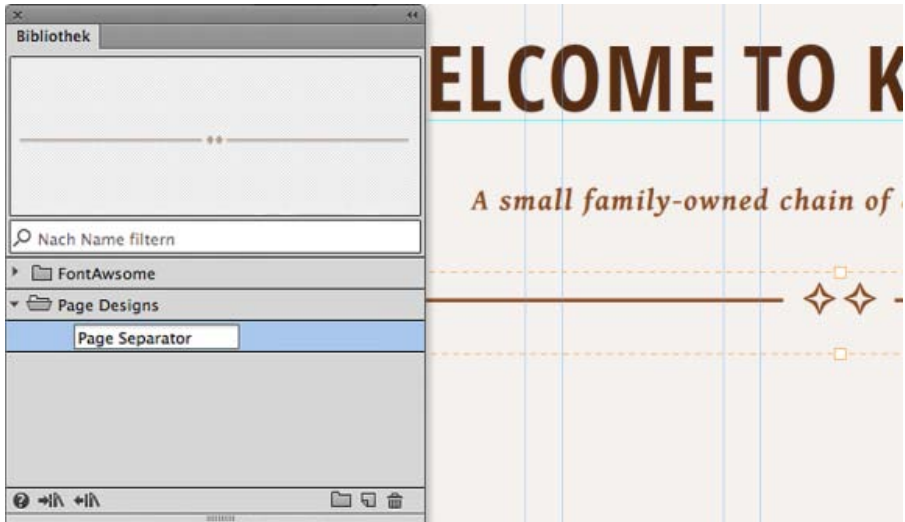 Bibliothek
Nach Name filtern
FontAwsome
Page Designs
Page Separator
ELCOME TO K
A small family-owned chain of